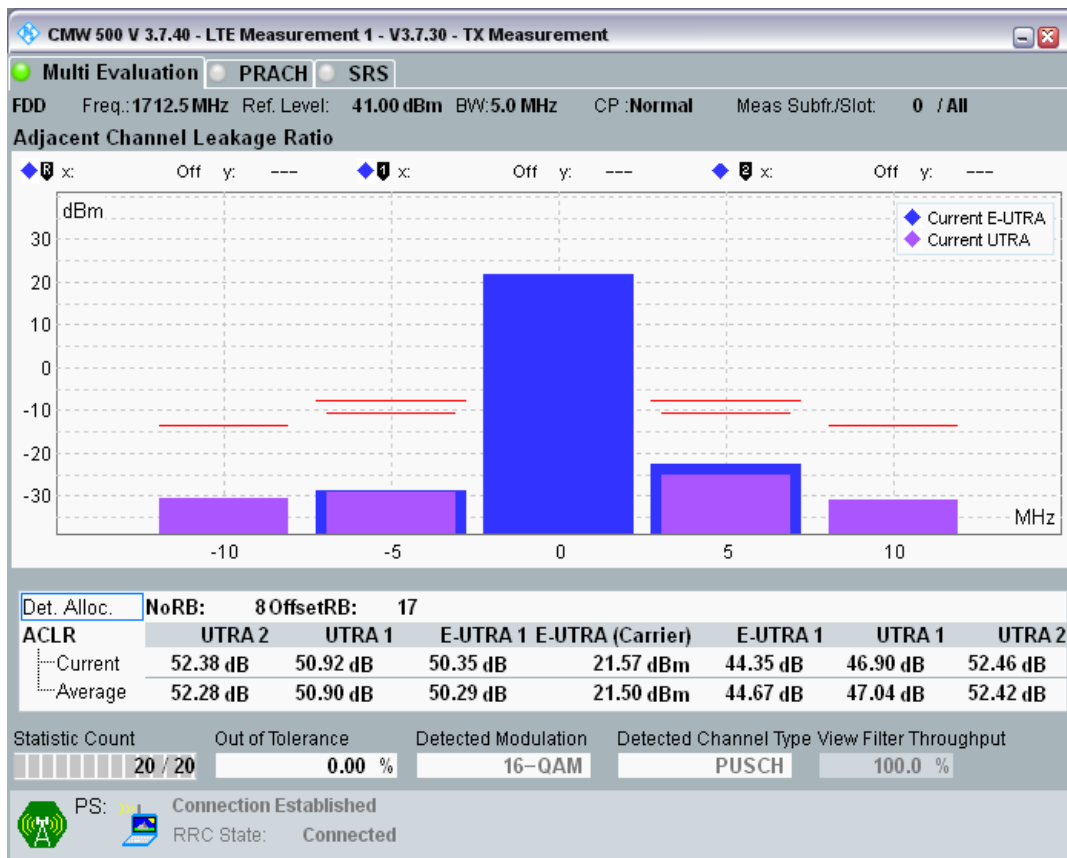 CMW 500 V 3.7.40 - LTE Measurement 1 - V3.7.30 - TX Measurement
Multi Evaluation PRACH SRS
FDD Freq.: 1712.5 MHz Ref. Level: 41.00 dBm BW: 5.0 MHz CP :Normal Meas Subfr./Slot: 0 / All
Adjacent Channel Leakage Ratio
R x: Off y: --- 1 x: Off y: --- 2 x: Off y: ---
dBm
Current E-UTRA
Current UTRA
30
20
10
0
-10
-20
-30
MHz
-10 -5 0 5 10
Det. Alloc. NoRB: 8 OffsetRB: 17
ACLR UTRA 2 UTRA 1 E-UTRA 1 E-UTRA (Carrier) E-UTRA 1 UTRA 1 UTRA 2
Current 52.38 dB 50.92 dB 50.35 dB 21.57 dBm 44.35 dB 46.90 dB 52.46 dB
Average 52.28 dB 50.90 dB 50.29 dB 21.50 dBm 44.67 dB 47.04 dB 52.42 dB
Statistic Count Out of Tolerance Detected Modulation Detected Channel Type View Filter Throughput
20 / 20 0.00 % 16-QAM PUSCH 100.0 %
PS: Connection Established
RRC State: Connected